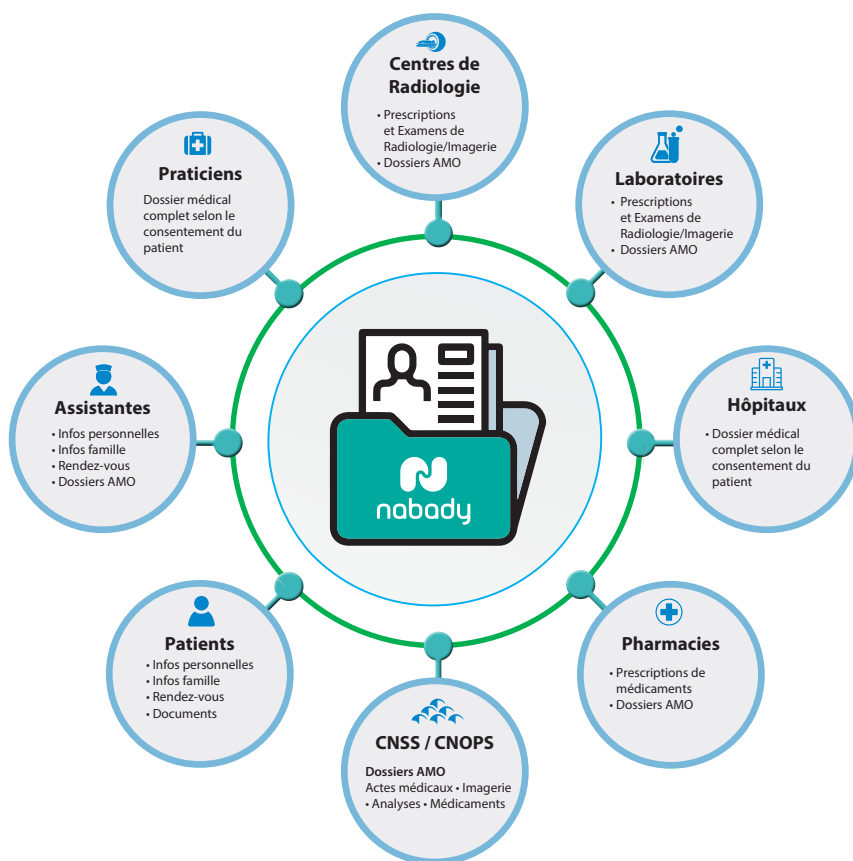 Centres de
Radiologie
• Prescriptions
et Examens de
Radiologie/Imagerie
• Dossiers AMO
Praticiens
Dossier médical
complet selon le
consentement du
patient
Laboratoires
• Prescriptions
et Examens de
Radiologie/Imagerie
• Dossiers AMO
Assistantes
• Infos personnelles
• Infos famille
• Rendez-vous
• Dossiers AMO
nabady
Hôpitaux
• Dossier médical
complet selon le
consentement du
patient
Patients
• Infos personnelles
• Infos famille
• Rendez-vous
• Documents
Pharmacies
• Prescriptions de
médicaments
• Dossiers AMO
CNSS / CNOPS
Dossiers AMO
Actes médicaux • Imagerie
• Analyses • Médicaments